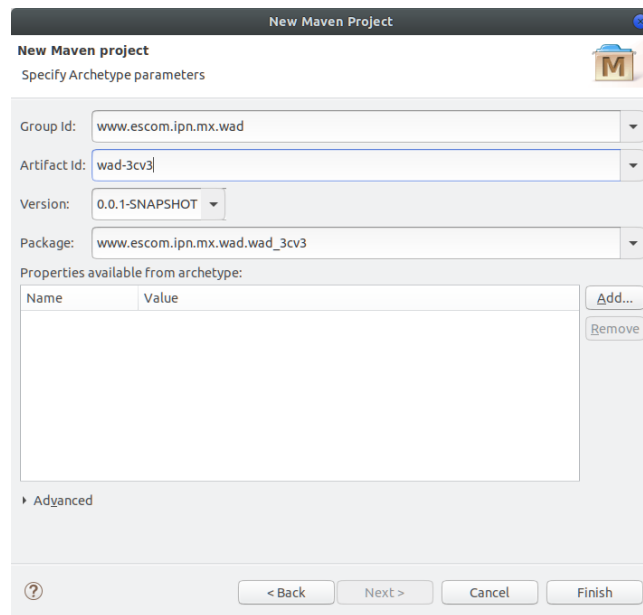 New Maven Project
New Maven project
Specify Archetype parameters
M
Group Id: www.escom.ipn.mx.wad
Artifact Id: wad-3cv3
Version: 0.0.1-SNAPSHOT
Package: www.escom.ipn.mx.wad.wad_3cv3
Properties available from archetype:
Name Value
Add...
Remove
Advanced
? < Back Next > Cancel Finish